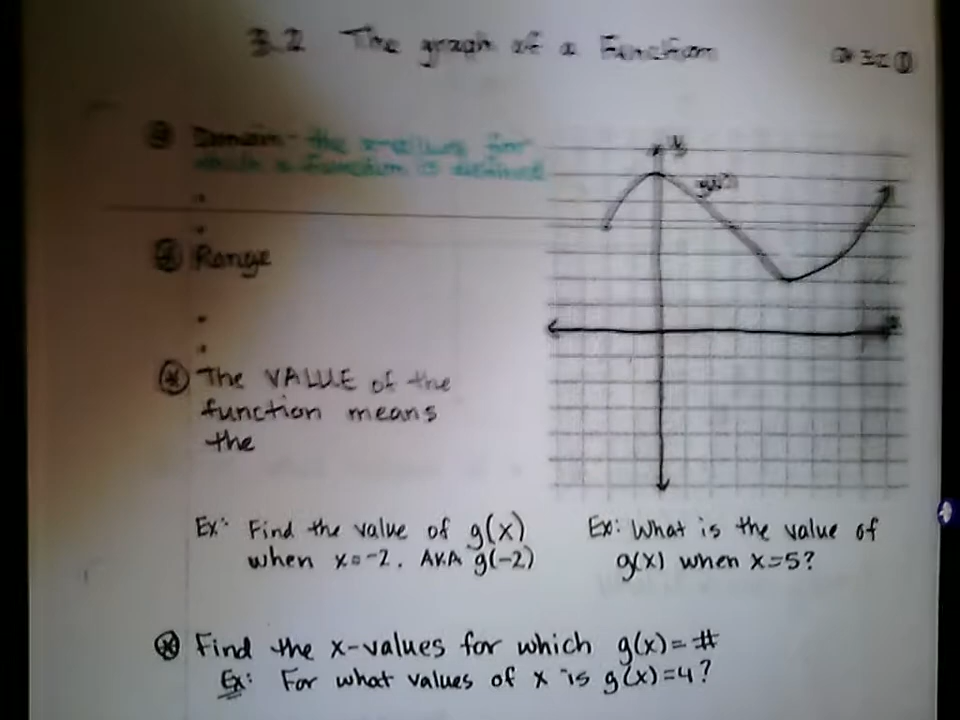 3.2 The graph of a Function
Domain - the x-values for
which a function is defined
Range
The VALUE of the
function means
the
y
g(x)
Ex: Find the value of g(x)
when x=-2. AKA g(-2)
Ex: What is the value of
g(x) when x=5?
Find the x-values for which g(x)=#
Ex: For what values of x is g(x)=4?